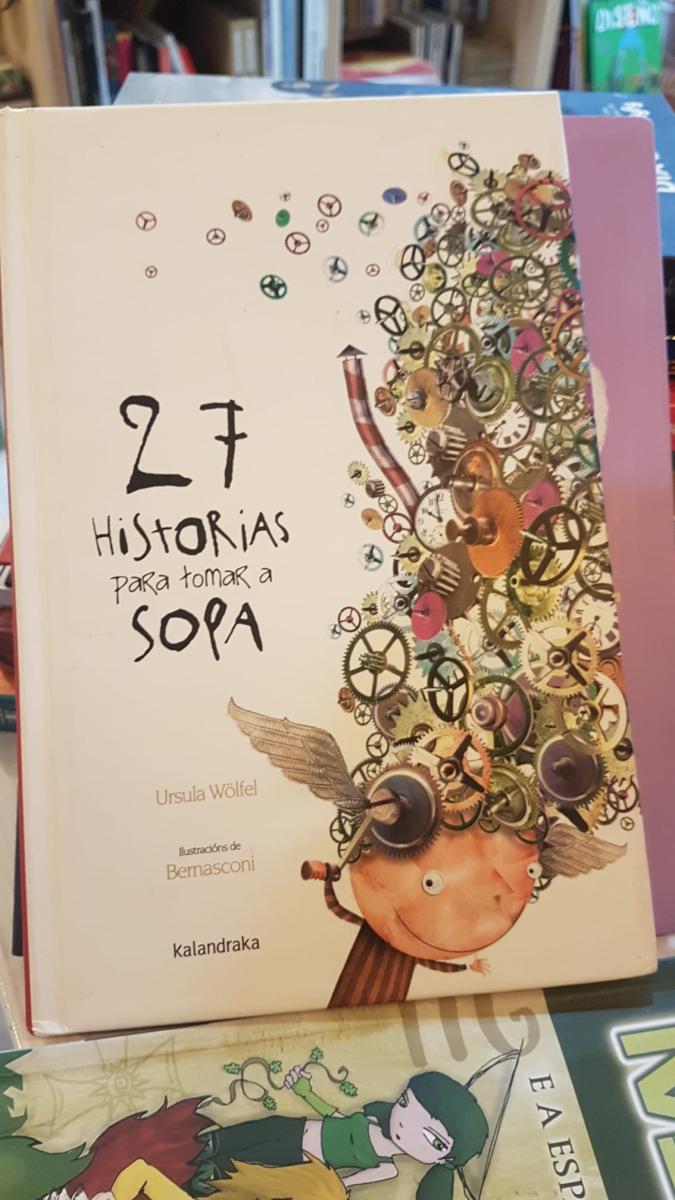 27
HiStORiAS
para tomar a
SOPA
Ursula Wölfel
Ilustracións de
Bernasconi
Kalandraka
E A ESP